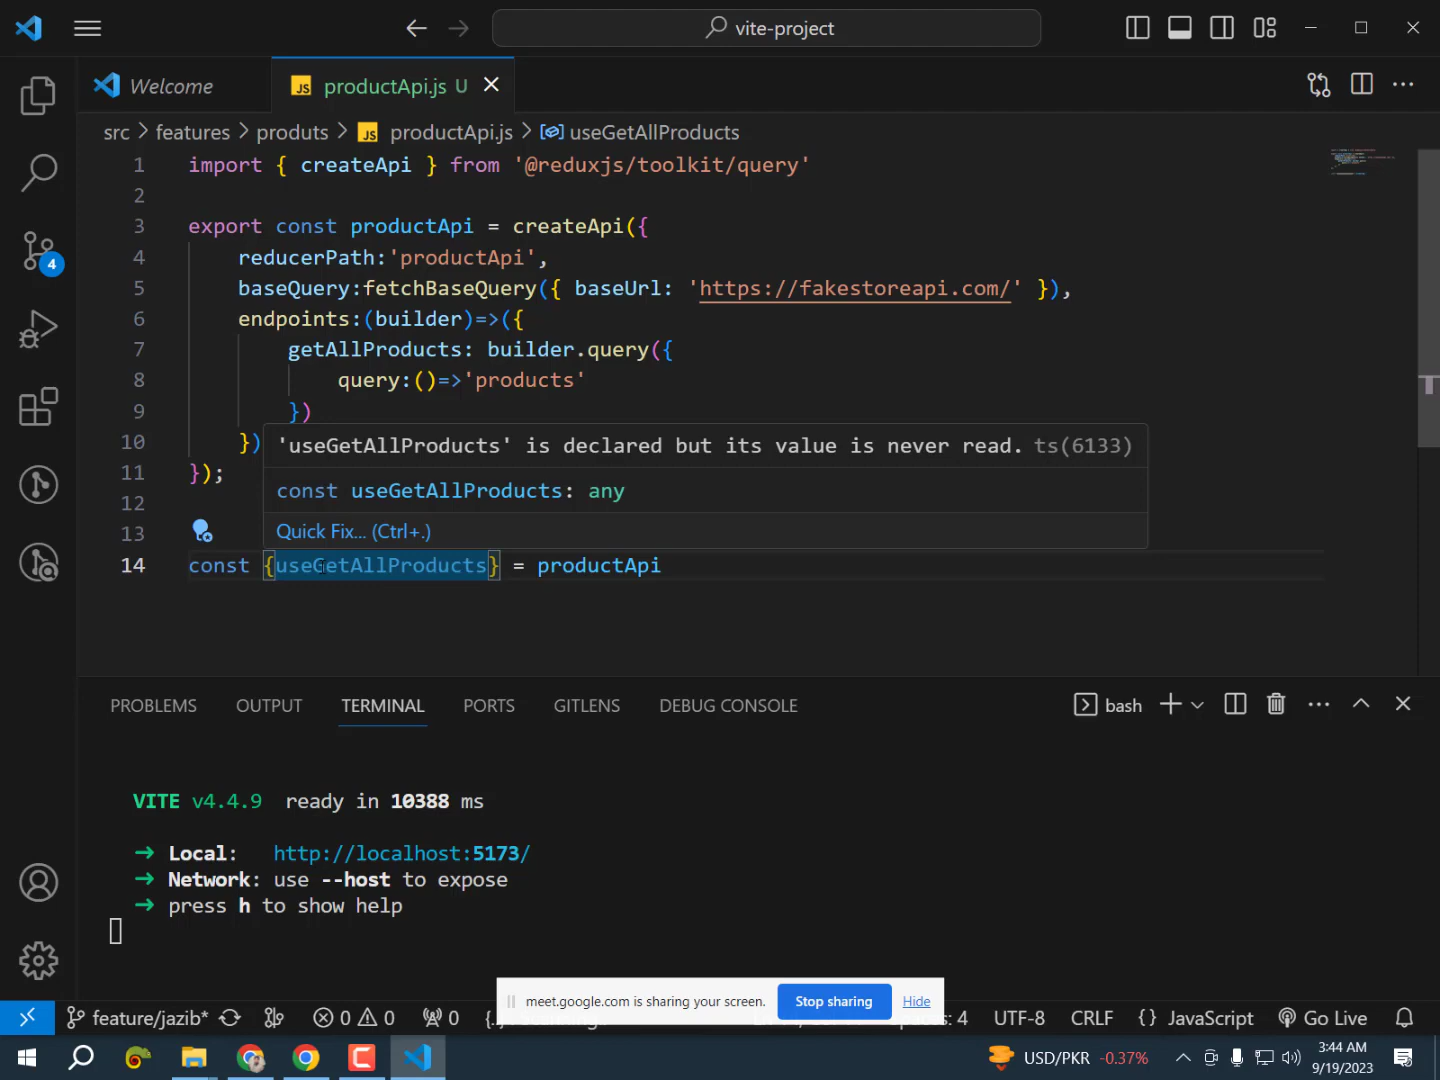 vite-project
Welcome
productApi.js U
src > features > produts > productApi.js > useGetAllProducts
1 import { createApi } from '@reduxjs/toolkit/query'
2
3 export const productApi = createApi({
4 reducerPath:'productApi',
5 baseQuery:fetchBaseQuery({ baseUrl: 'https://fakestoreapi.com/' }),
6 endpoints:(builder)=>({
7 getAllProducts: builder.query({
8 query:()=>'products'
9 })
10 })
'useGetAllProducts' is declared but its value is never read. ts(6133)
11 });
const useGetAllProducts: any
12
13
Quick Fix... (Ctrl+.)
14 const {useGetAllProducts} = productApi
PROBLEMS OUTPUT TERMINAL PORTS GITLENS DEBUG CONSOLE
bash
VITE v4.4.9 ready in 10388 ms
➜ Local: http://localhost:5173/
➜ Network: use --host to expose
➜ press h to show help
meet.google.com is sharing your screen. Stop sharing Hide
4
feature/jazib* 0 0 0 UTF-8 CRLF {} JavaScript Go Live
USD/PKR -0.37%
3:44 AM
9/19/2023